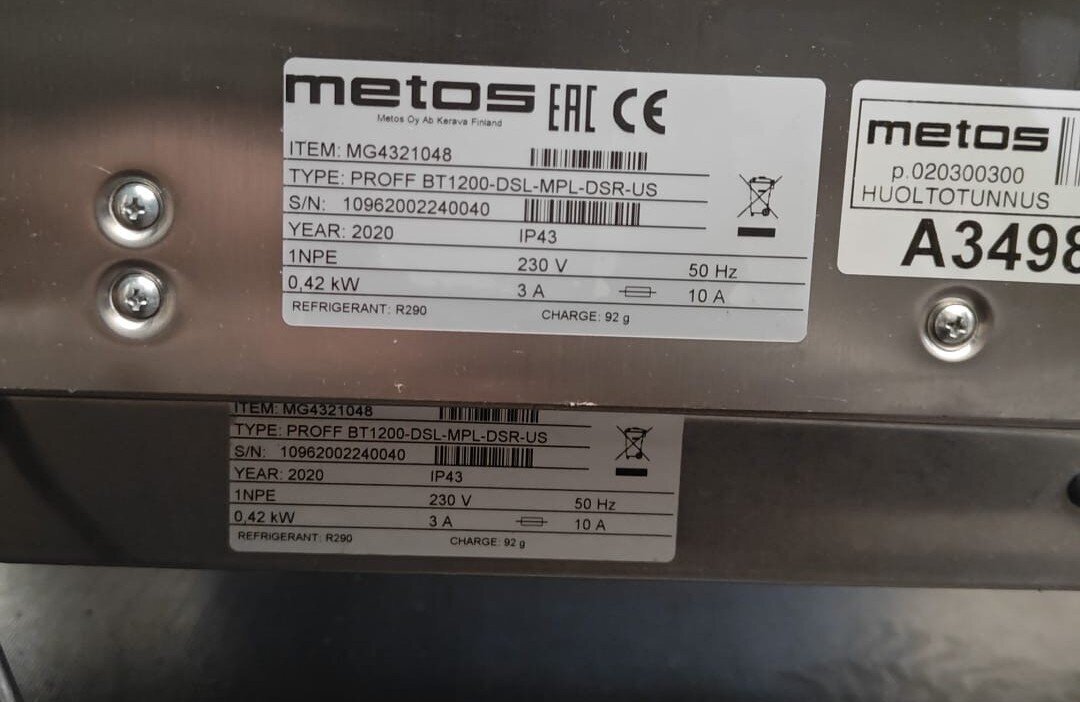 metos EAC CE
Metos Oy Ab Kerava Finland
ITEM: MG4321048
TYPE: PROFF BT1200-DSL-MPL-DSR-US
S/N: 10962002240040
YEAR: 2020 IP43
1NPE 230 V 50 Hz
0,42 kW 3 A 10 A
REFRIGERANT: R290 CHARGE: 92 g
metos
p.020300300
HUOLTOTUNNUS
A3498
ITEM: MG4321048
TYPE: PROFF BT1200-DSL-MPL-DSR-US
S/N: 10962002240040
YEAR: 2020 IP43
1NPE 230 V 50 Hz
0,42 kW 3 A 10 A
REFRIGERANT: R290 CHARGE: 92 g